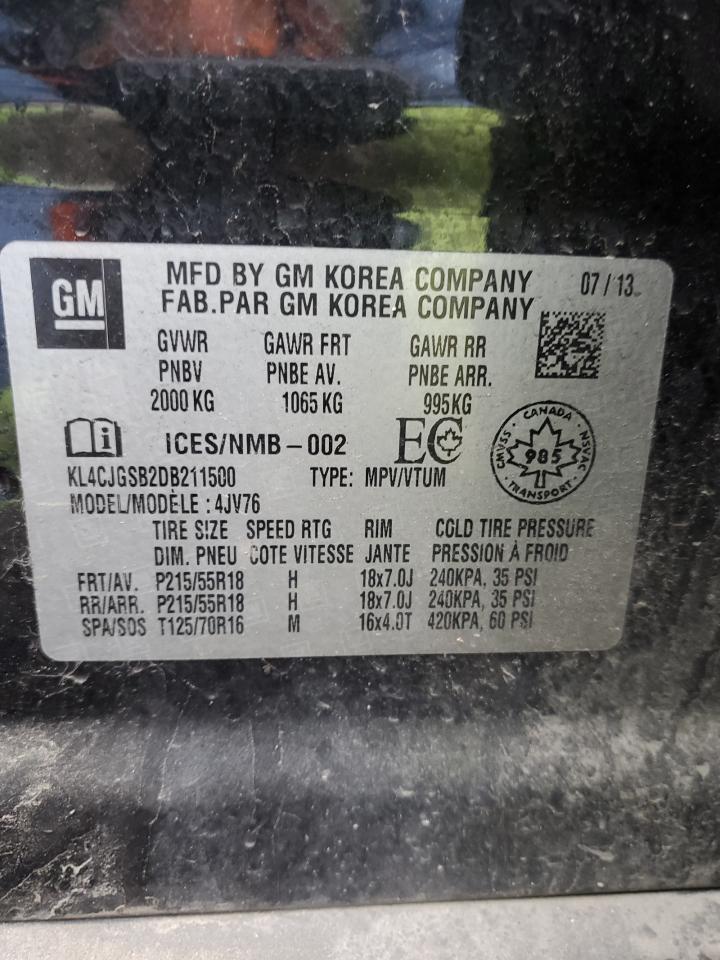 GM
MFD BY GM KOREA COMPANY 07 / 13
FAB.PAR GM KOREA COMPANY
GVWR GAWR FRT GAWR RR
PNBV PNBE AV. PNBE ARR.
2000 KG 1065 KG 995KG
ICES/NMB-002 EC
CANADA
CMVSS 985 NSVAC
TRANSPORT
KL4CJGSB2DB211500 TYPE: MPV/VTUM
MODEL/MODÈLE : 4JV76
TIRE SIZE SPEED RTG RIM COLD TIRE PRESSURE
DIM. PNEU COTE VITESSE JANTE PRESSION À FROID
FRT/AV. P215/55R18 H 18x7.0J 240KPA, 35 PSI
RR/ARR. P215/55R18 H 18x7.0J 240KPA, 35 PSI
SPA/SOS T125/70R16 M 16x4.0T 420KPA, 60 PSI